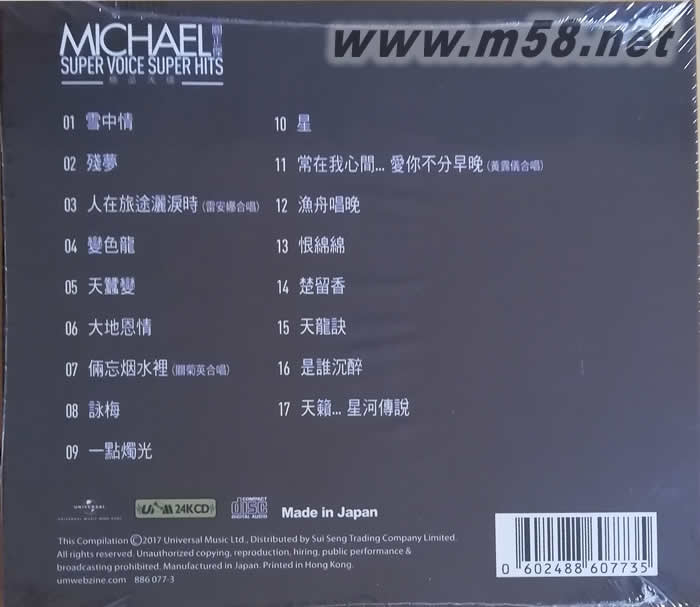 www.m58.net
MICHAEL 關正傑
SUPER VOICE SUPER HITS
極品天碟
01 雪中情
02 殘夢
03 人在旅途灑淚時 (雷安娜合唱)
04 變色龍
05 天蠶變
06 大地恩情
07 倆忘烟水裡 (關菊英合唱)
08 詠梅
09 一點燭光
10 星
11 常在我心間... 愛你不分早晚 (黃露儀合唱)
12 漁舟唱晚
13 恨綿綿
14 楚留香
15 天龍訣
16 是誰沉醉
17 天籟... 星河傳說
UNIVERSAL
24KCD
COMPACT
disc
DIGITAL AUDIO
Made in Japan
This Compilation Ⓟ2017 Universal Music Ltd., Distributed by Sui Seng Trading Company Limited.
All rights reserved. Unauthorized copying, reproduction, hiring, public performance &
broadcasting prohibited. Manufactured in Japan. Printed in Hong Kong.
umwebzine.com 886 077-3
0 602488 607735